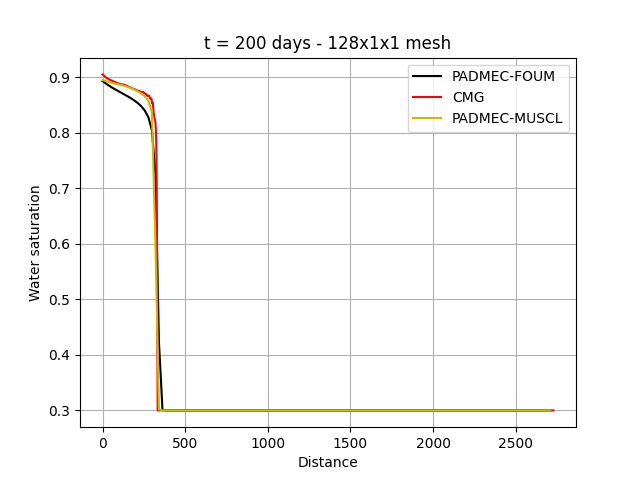 t = 200 days - 128x1x1 mesh
PADMEC-FOUM
CMG
PADMEC-MUSCL
Water saturation
0.9
0.8
0.7
0.6
0.5
0.4
0.3
0 500 1000 1500 2000 2500
Distance